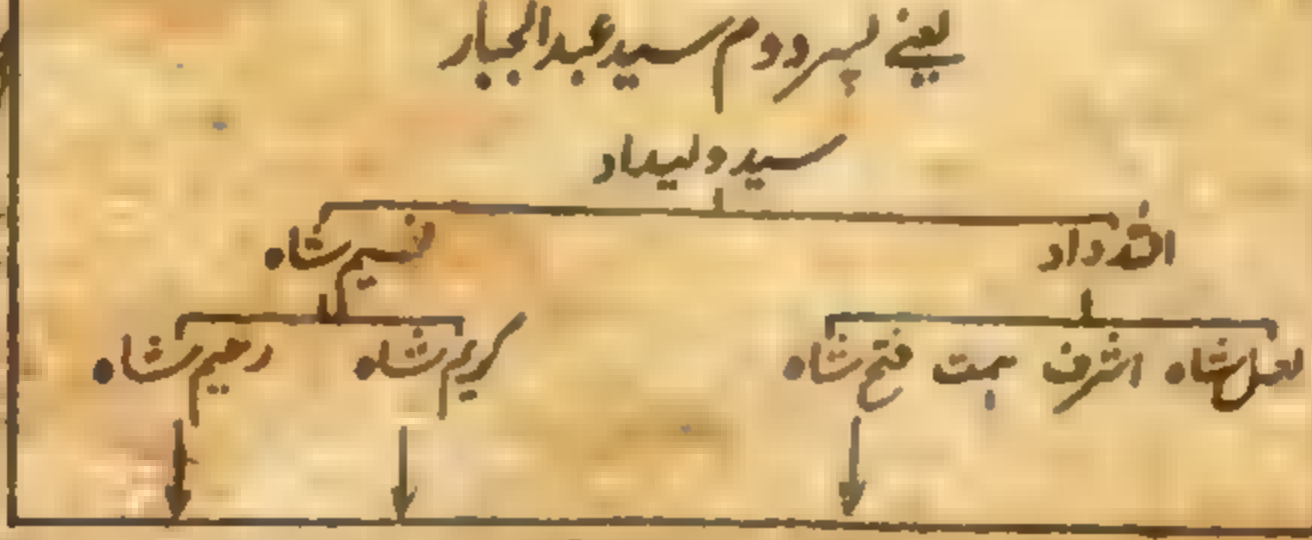 یعنے پسر دوم سید عبدالجبار
سید ولیداد
اللہ داد نسیم شاہ
لعل شاہ اشرف ہمت فتح شاہ کریم شاہ رحیم شاہ